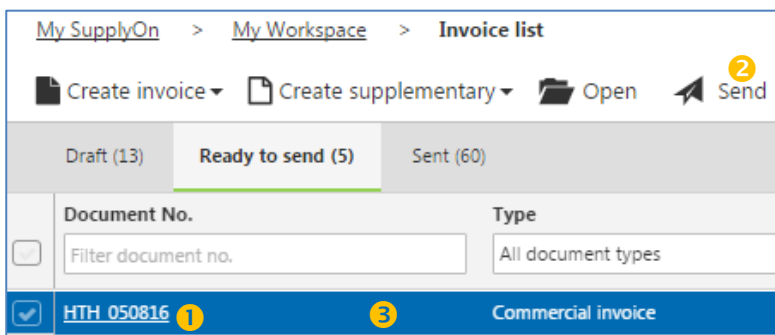 My SupplyOn > My Workspace > Invoice list
2
Create invoice Create supplementary Open Send
Draft (13) Ready to send (5) Sent (60)
Document No. Type
Filter document no. All document types
HTH_050816 1 3 Commercial invoice